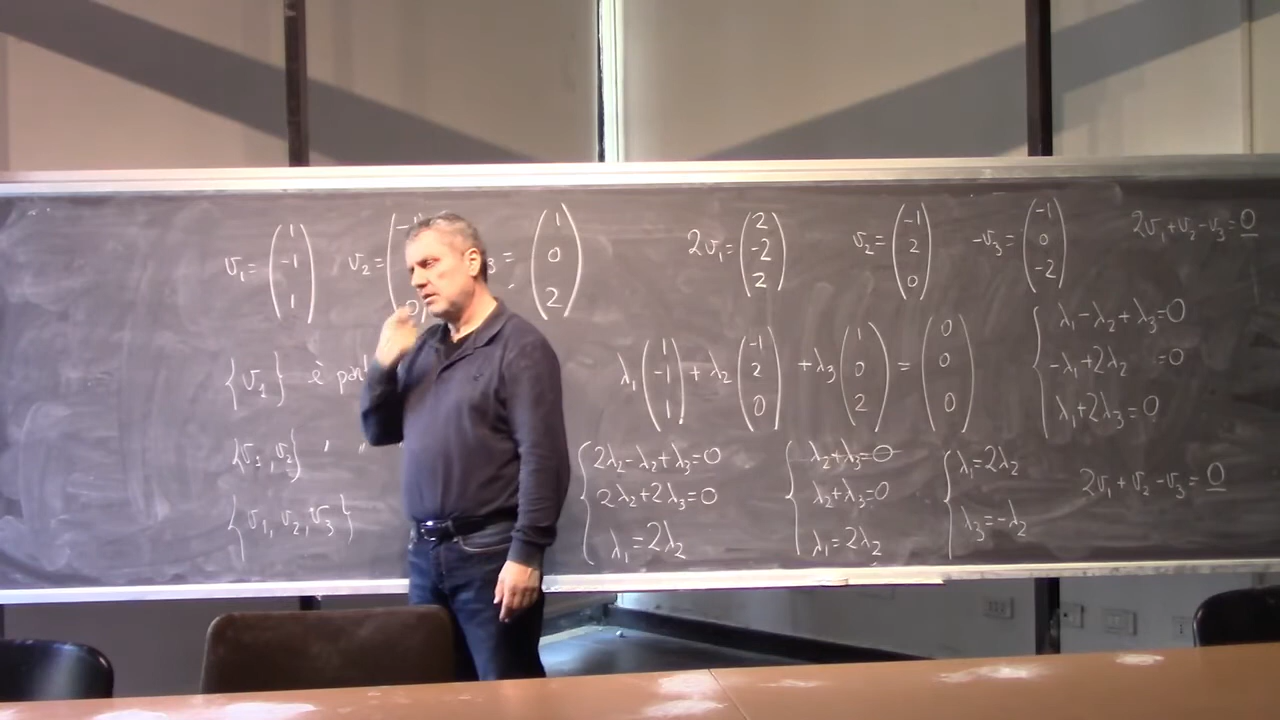 v₁ = (1 -1 1) v₂ = (-1 0) ₃ = (1 0 2)
{v₁} è
{v₁, v₂} " "
{v₁, v₂, v₃}
2v₁ = (2 -2 2) v₂ = (-1 2 0) -v₃ = (-1 0 -2) 2v₁ + v₂ - v₃ = 0
λ₁ (1 -1 1) + λ₂ (-1 2 0) + λ₃ (1 0 2) = (0 0 0)
λ₁ - λ₂ + λ₃ = 0
-λ₁ + 2λ₂ = 0
λ₁ + 2λ₃ = 0
2λ₂ - λ₂ + λ₃ = 0
2λ₂ + 2λ₃ = 0
λ₁ = 2λ₂
λ₂ + λ₃ = 0
λ₂ + λ₃ = 0
λ₁ = 2λ₂
λ₁ = 2λ₂
λ₃ = -λ₂
2v₁ + v₂ - v₃ = 0